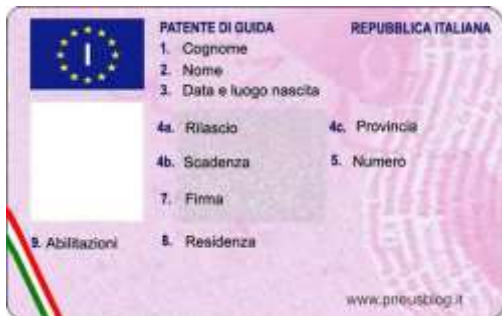 PATENTE DI GUIDA REPUBBLICA ITALIANA
I
1. Cognome
2. Nome
3. Data e luogo nascita
4a. Rilascio 4c. Provincia
4b. Scadenza 5. Numero
7. Firma
9. Abilitazioni 8. Residenza
www.pneusblog.it